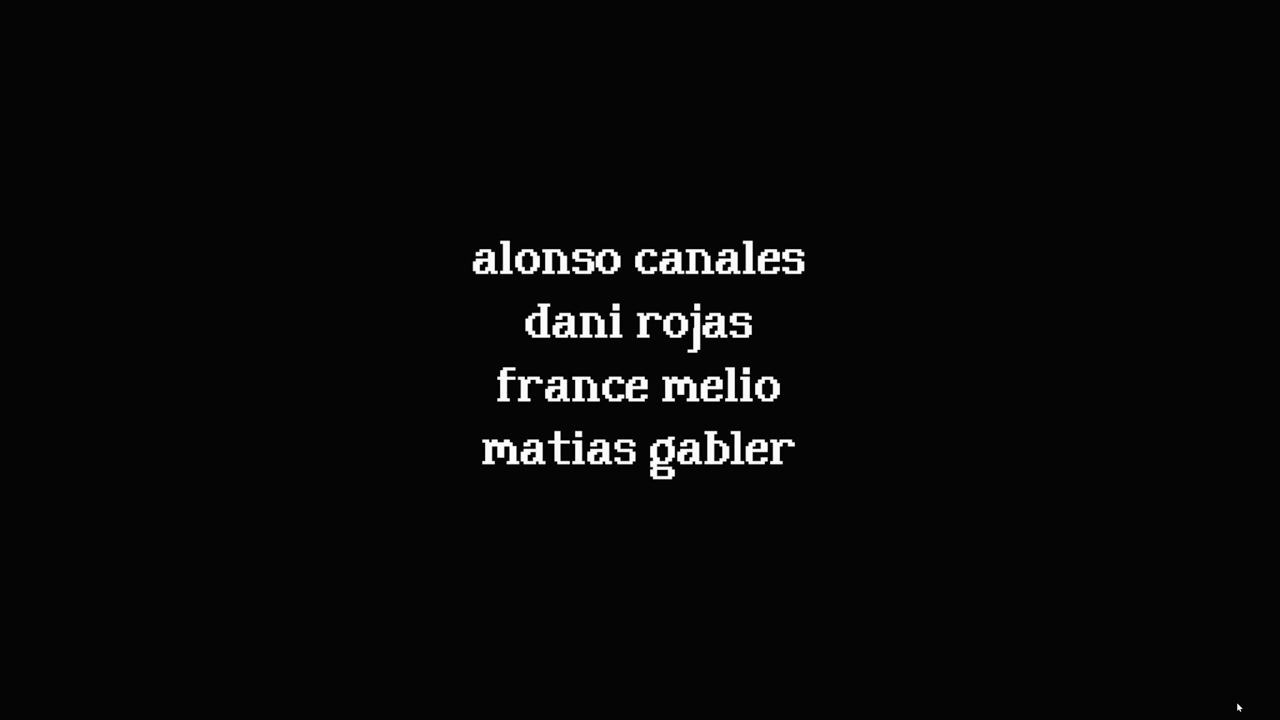 alonso canales
dani rojas
france melio
matias gabler